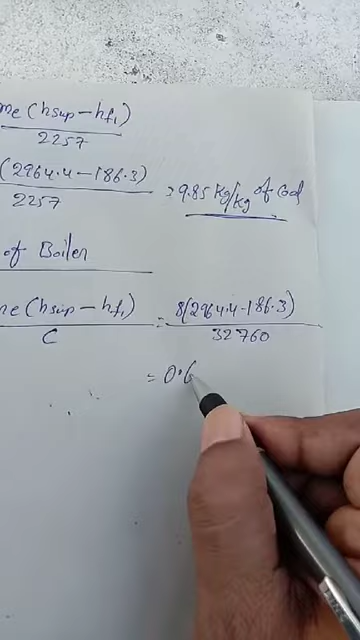 me (hsup - hf1)
2257
(2964.4 - 186.3)
2257
= 9.85 kg/kg of Coal
of Boiler
me (hsup - hf1)
C
= 8(2964.4 - 186.3)
32760
= 0.6